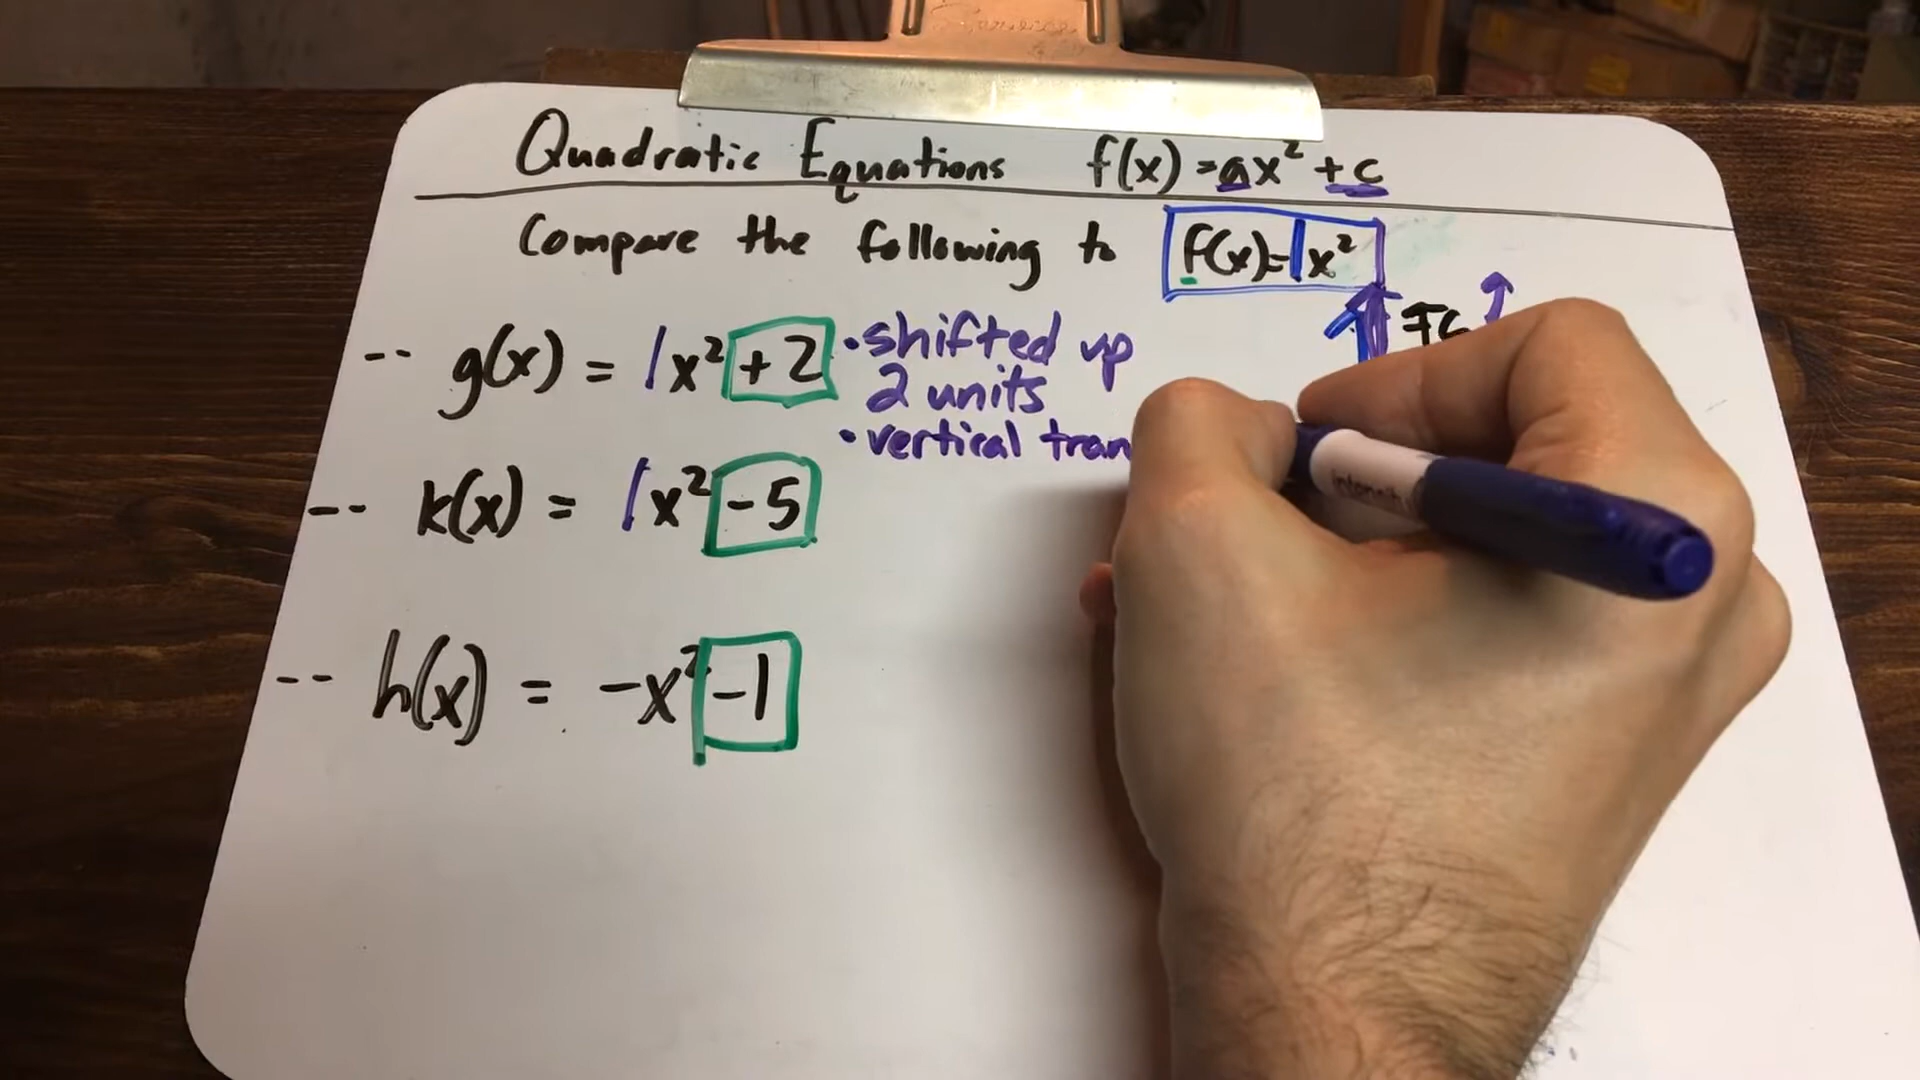 Quadratic Equations f(x) = ax² + c
Compare the following to f(x) = 1x²
-- g(x) = 1x² + 2
• shifted up
2 units
• vertical tran
-- k(x) = 1x² - 5
-- h(x) = -x² - 1